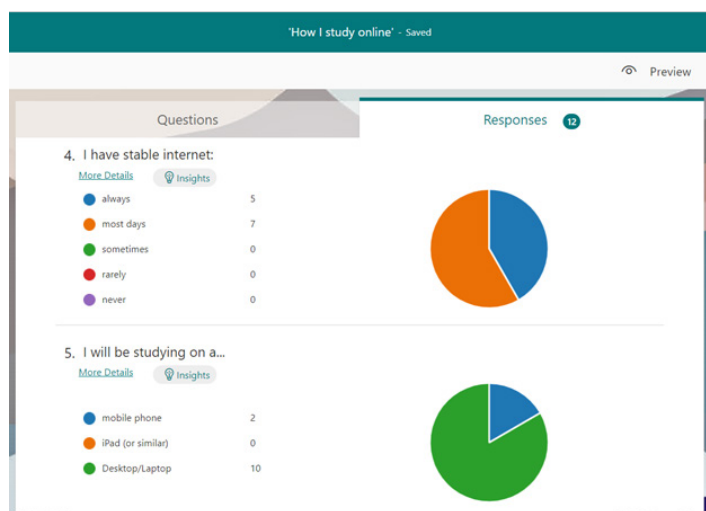 'How I study online' - Saved
Preview
Questions
Responses 12
4. I have stable internet:
More Details Insights
always 5
most days 7
sometimes 0
rarely 0
never 0
5. I will be studying on a...
More Details Insights
mobile phone 2
iPad (or similar) 0
Desktop/Laptop 10